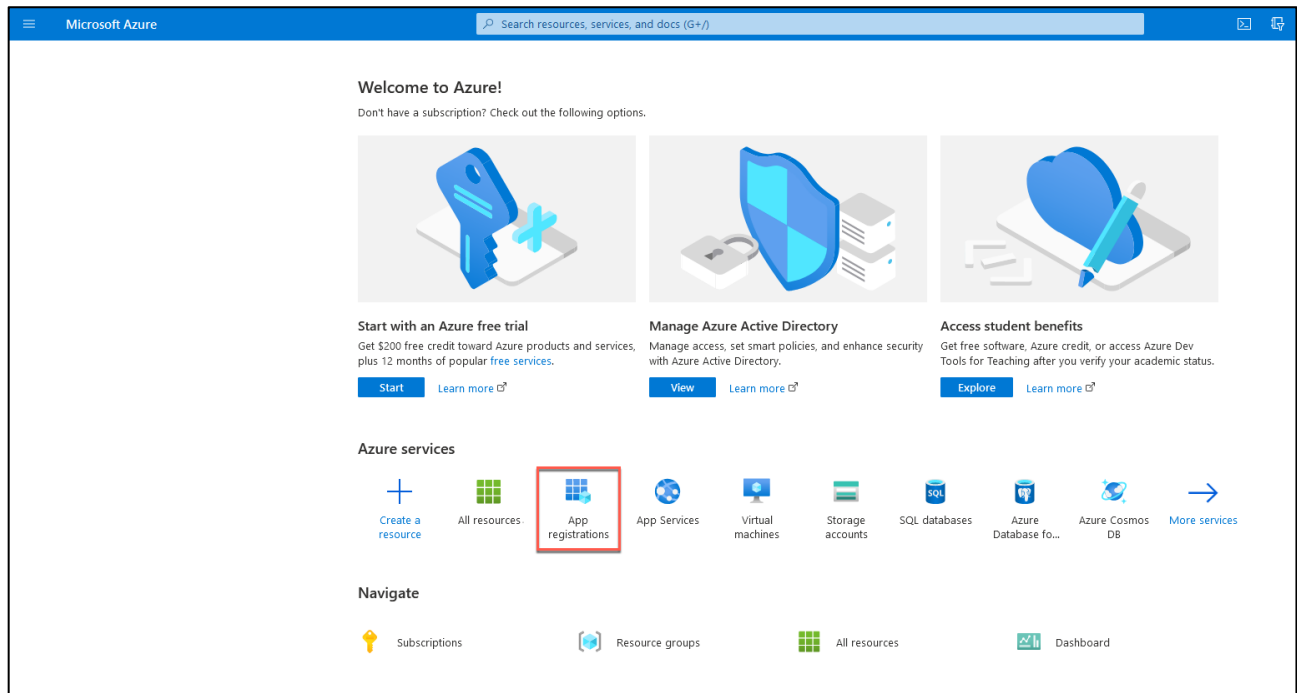 Microsoft Azure
Search resources, services, and docs (G+/)
Welcome to Azure!
Don't have a subscription? Check out the following options.
Start with an Azure free trial
Get $200 free credit toward Azure products and services,
plus 12 months of popular free services.
Start
Learn more
Manage Azure Active Directory
Manage access, set smart policies, and enhance security
with Azure Active Directory.
View
Learn more
Access student benefits
Get free software, Azure credit, or access Azure Dev
Tools for Teaching after you verify your academic status.
Explore
Learn more
Azure services
Create a
resource
All resources
App
registrations
App Services
Virtual
machines
Storage
accounts
SQL
SQL databases
Azure
Database fo...
Azure Cosmos
DB
More services
Navigate
Subscriptions
Resource groups
All resources
Dashboard